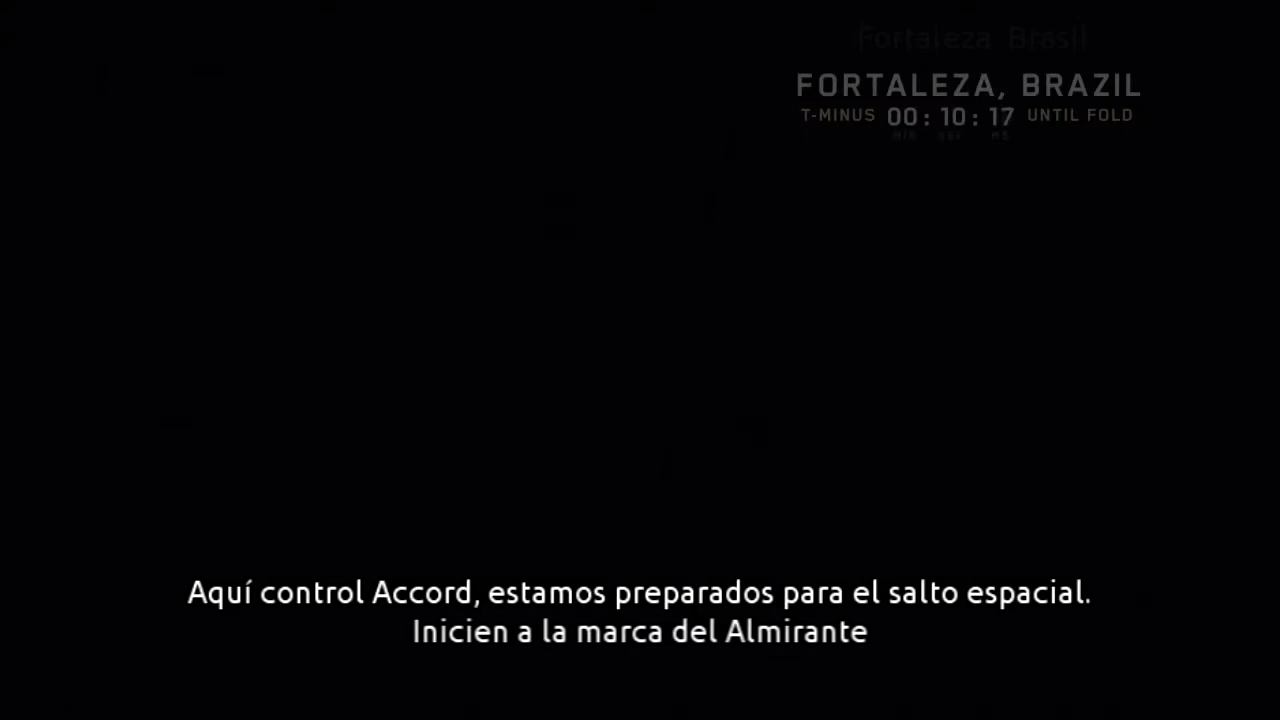 Fortaleza Brasil
FORTALEZA, BRAZIL
T-MINUS 00 : 10 : 17 UNTIL FOLD
Aquí control Accord, estamos preparados para el salto espacial.
Inicien a la marca del Almirante